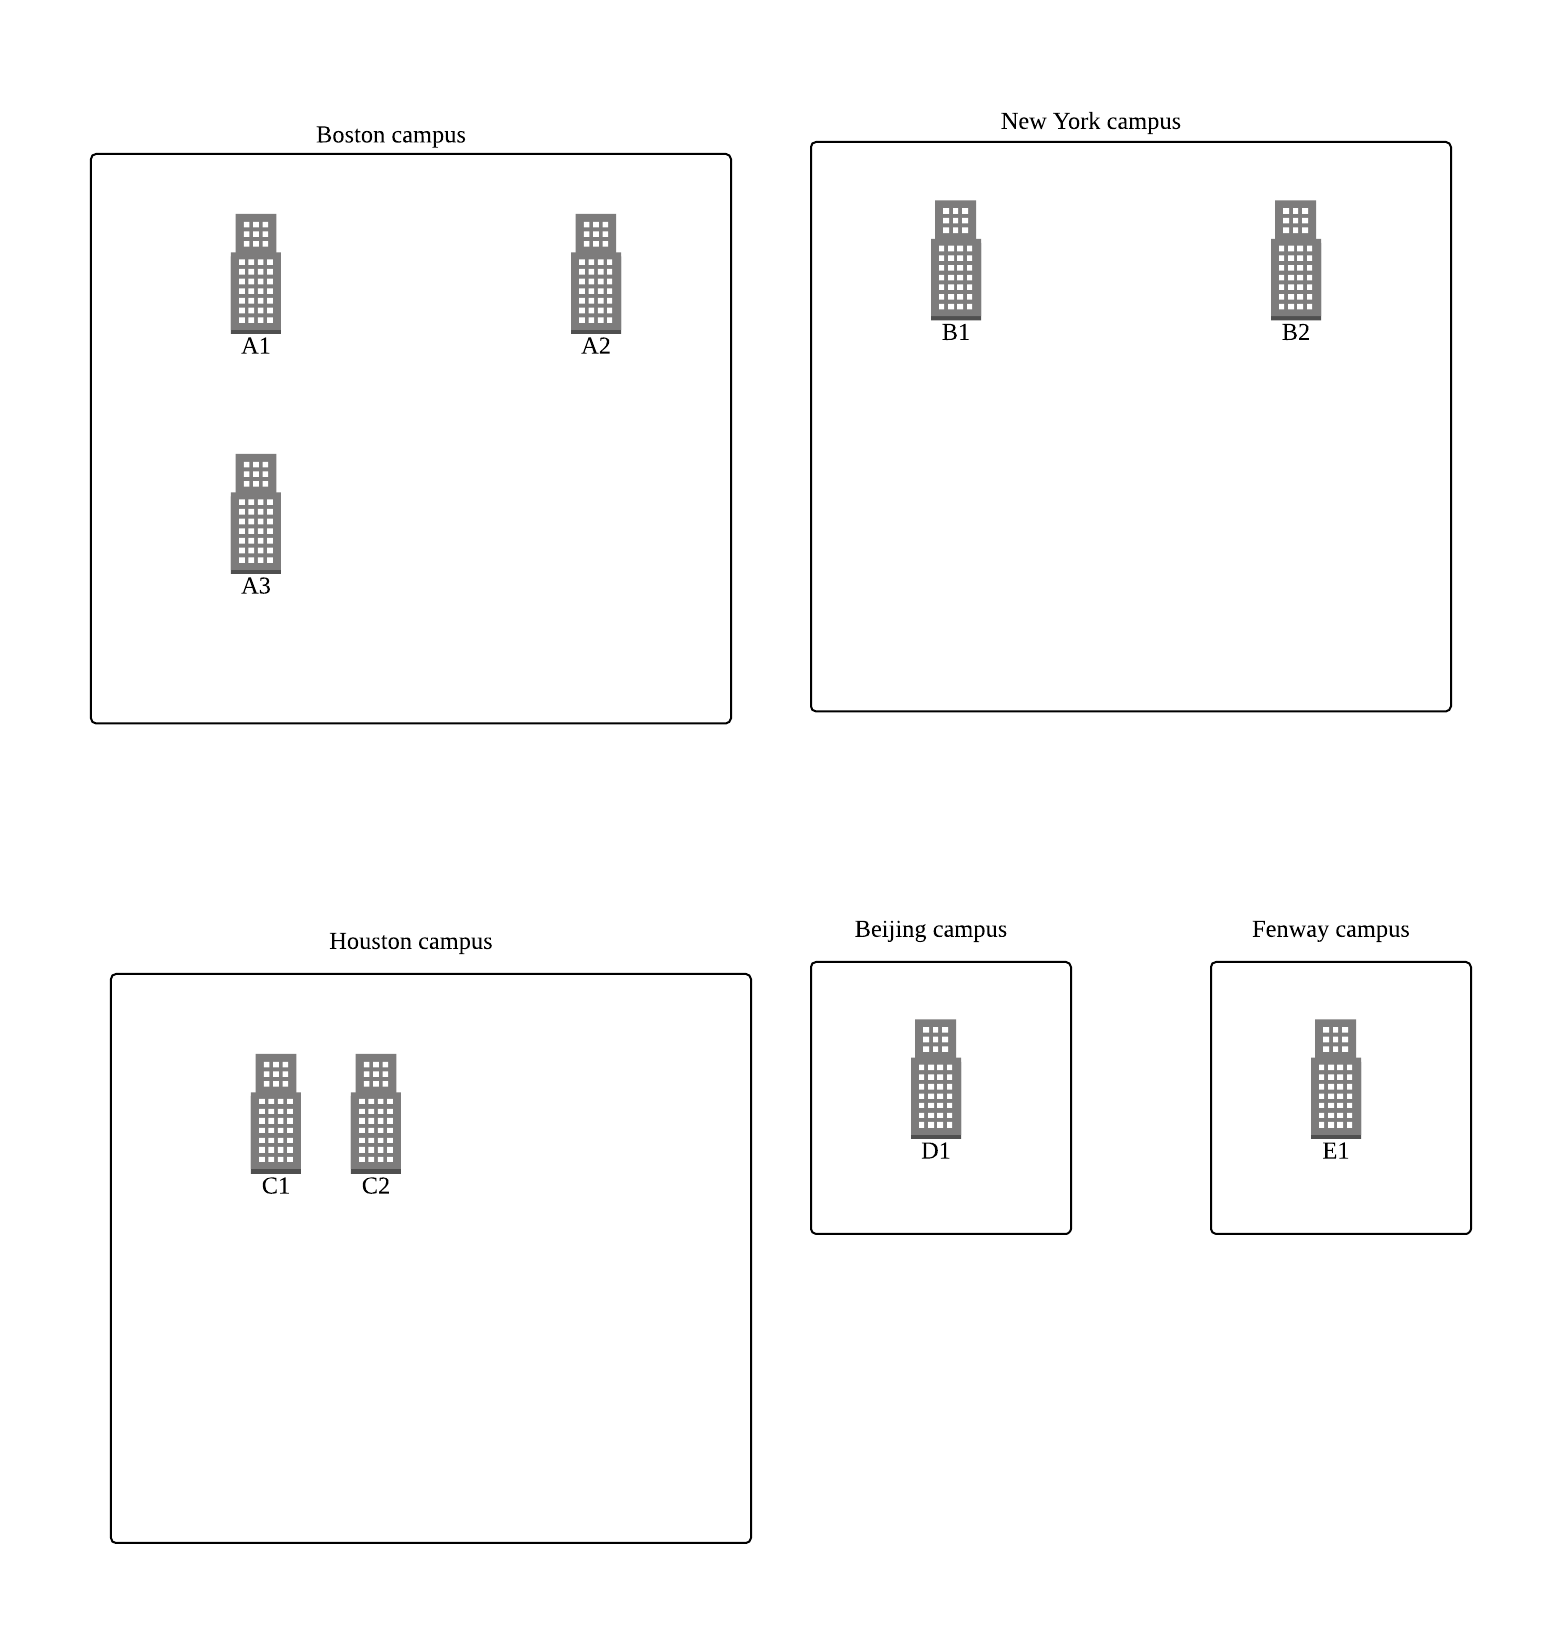 Boston campus
New York campus
A1
A2
B1
B2
A3
Houston campus
Beijing campus
Fenway campus
C1
C2
D1
E1